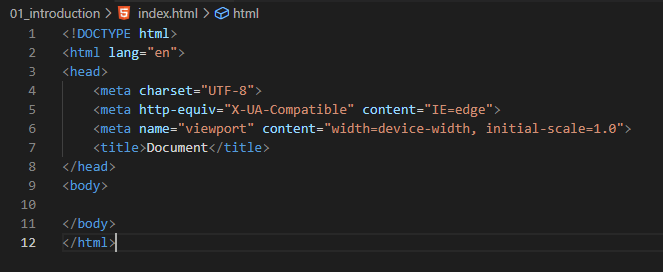 01_introduction > index.html > html
1 <!DOCTYPE html>
2 <html lang="en">
3 <head>
4     <meta charset="UTF-8">
5     <meta http-equiv="X-UA-Compatible" content="IE=edge">
6     <meta name="viewport" content="width=device-width, initial-scale=1.0">
7     <title>Document</title>
8 </head>
9 <body>
10
11 </body>
12 </html>